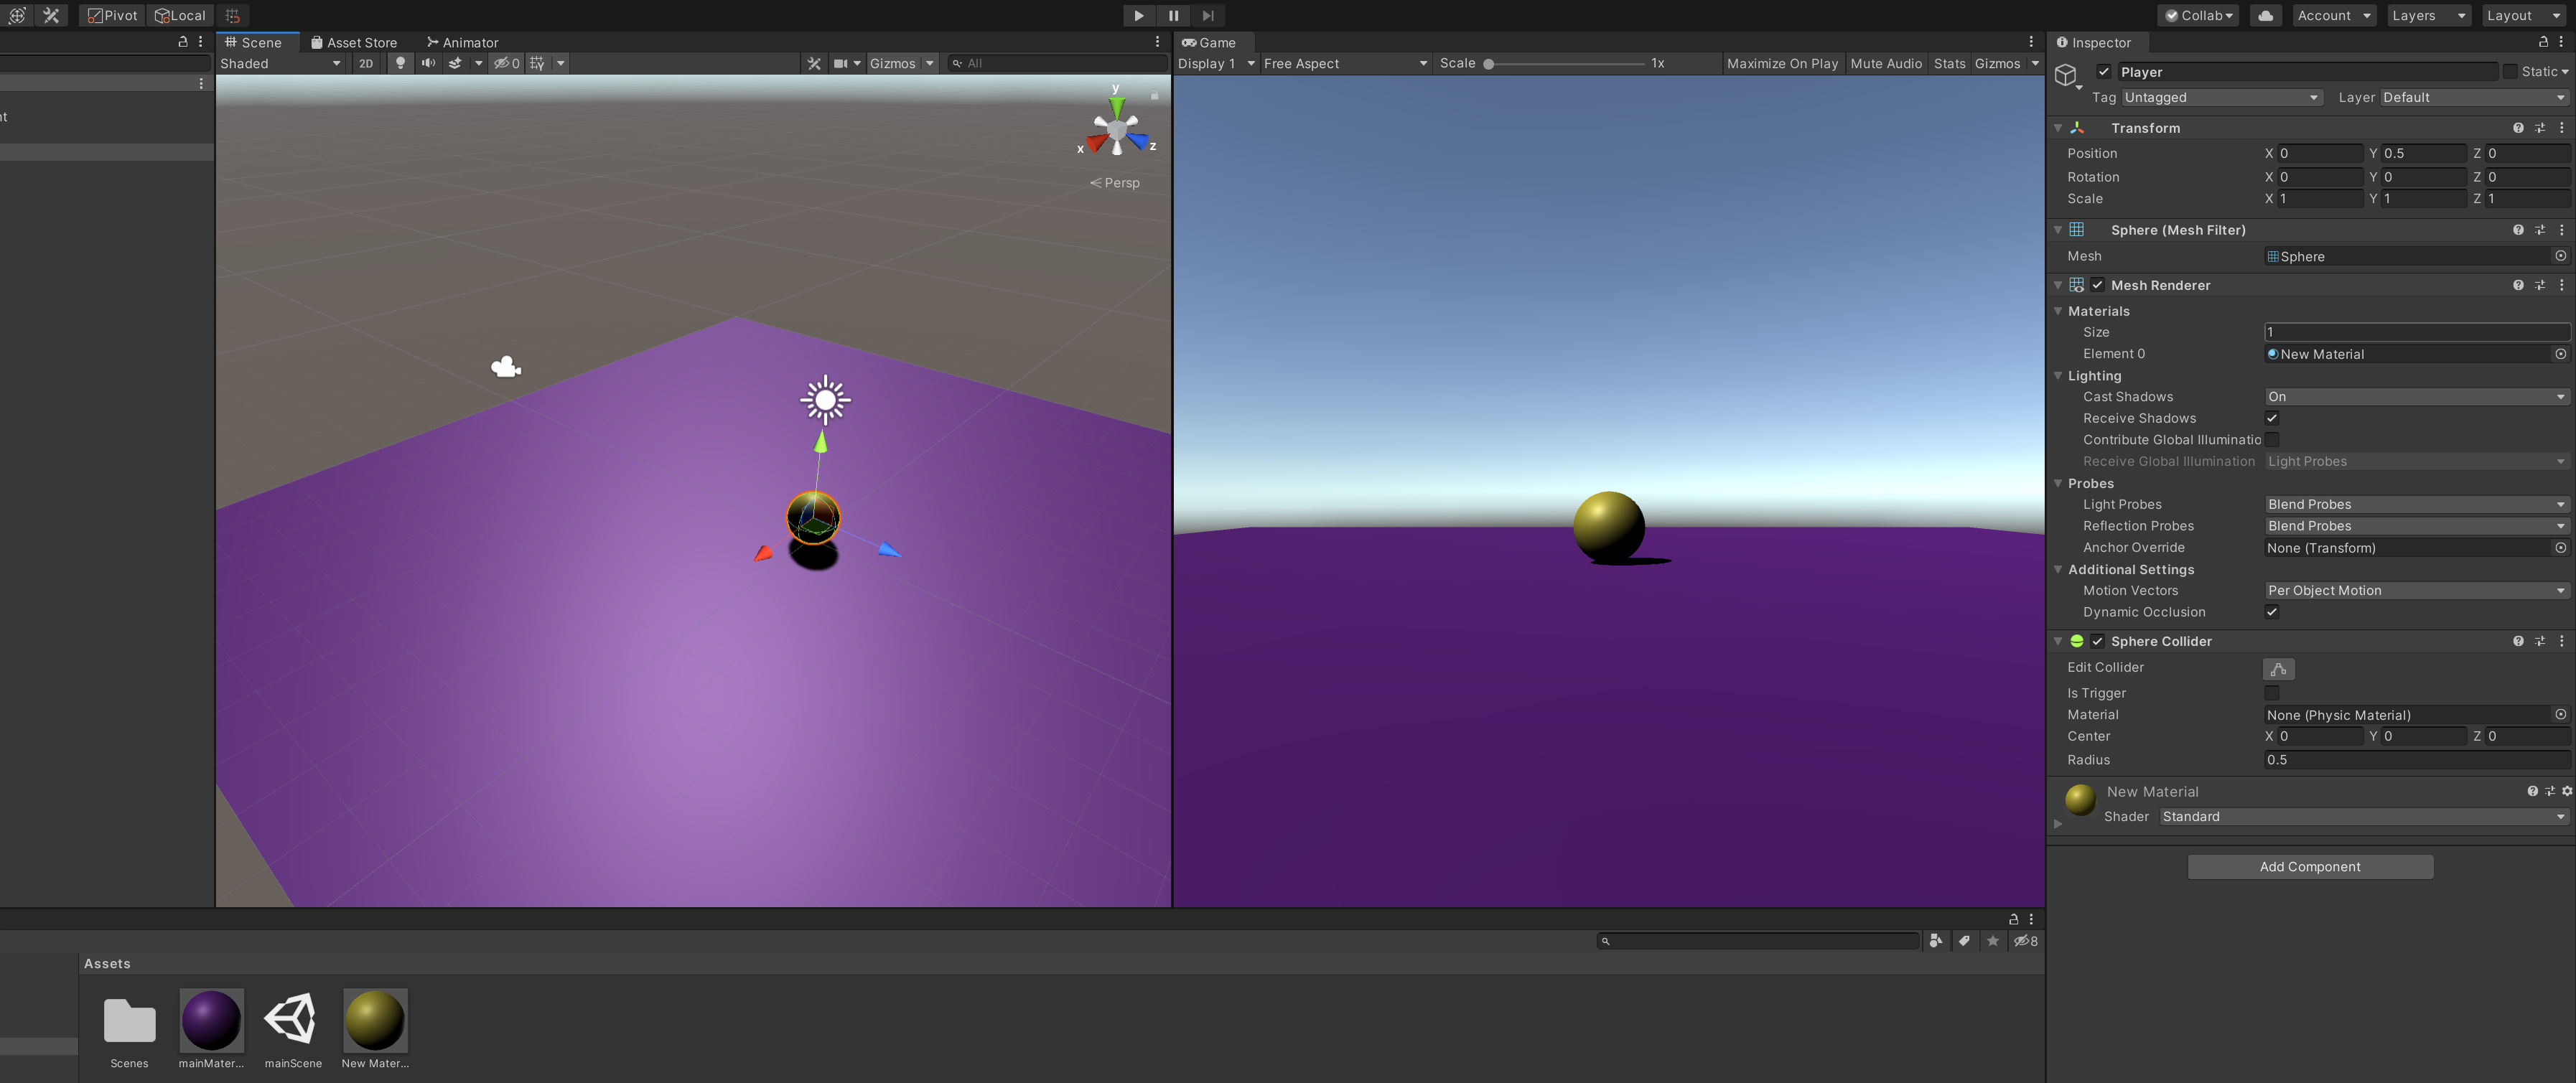 Pivot Local Collab Account Layers Layout
Scene Asset Store Animator
Game
Inspector
Shaded 2D 0 Gizmos All
Display 1 Free Aspect Scale 1x Maximize On Play Mute Audio Stats Gizmos
Player Static
Tag Untagged Layer Default
y
x z
Persp
nt
Transform
Position X 0 Y 0.5 Z 0
Rotation X 0 Y 0 Z 0
Scale X 1 Y 1 Z 1
Sphere (Mesh Filter)
Mesh Sphere
Mesh Renderer
Materials
Size 1
Element 0 New Material
Lighting
Cast Shadows On
Receive Shadows
Contribute Global Illuminatio
Receive Global Illumination Light Probes
Probes
Light Probes Blend Probes
Reflection Probes Blend Probes
Anchor Override None (Transform)
Additional Settings
Motion Vectors Per Object Motion
Dynamic Occlusion
Sphere Collider
Edit Collider
Is Trigger
Material None (Physic Material)
Center X 0 Y 0 Z 0
Radius 0.5
New Material
Shader Standard
Add Component
8
Assets
Scenes mainMater... mainScene New Mater...